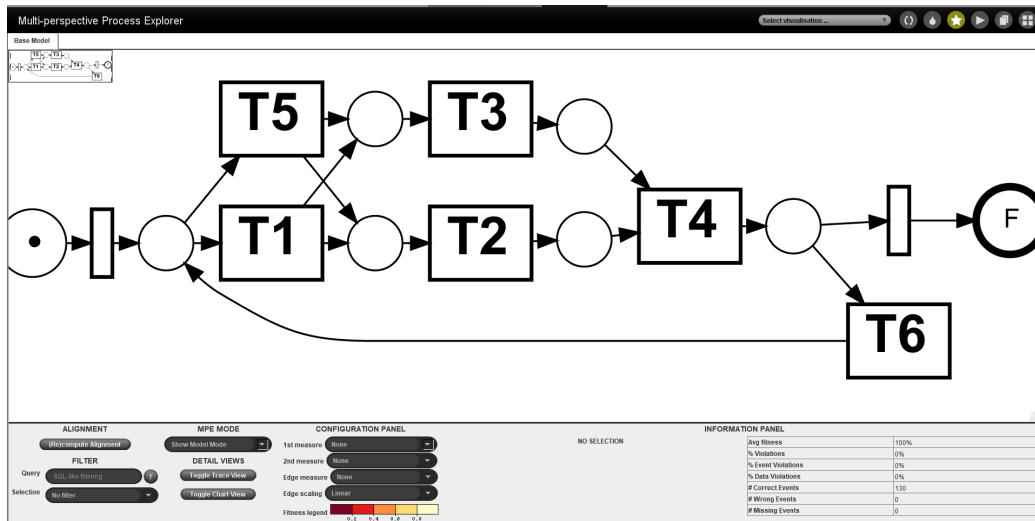 Multi-perspective Process Explorer
Select visualisation ...
Base Model
T5
T3
T1
T2
T4
F
T6
ALIGNMENT
(Re)compute Alignment
FILTER
Query
SQL-like filtering
?
Selection
No filter
MPE MODE
Show Model Mode
DETAIL VIEWS
Toggle Trace View
Toggle Chart View
CONFIGURATION PANEL
1st measure
None
2nd measure
None
Edge measure
None
Edge scaling
Linear
Fitness legend
0.2 0.4 0.6 0.8
INFORMATION PANEL
NO SELECTION
Avg fitness 100%
% Violations 0%
% Event Violations 0%
% Data Violations 0%
# Correct Events 130
# Wrong Events 0
# Missing Events 0